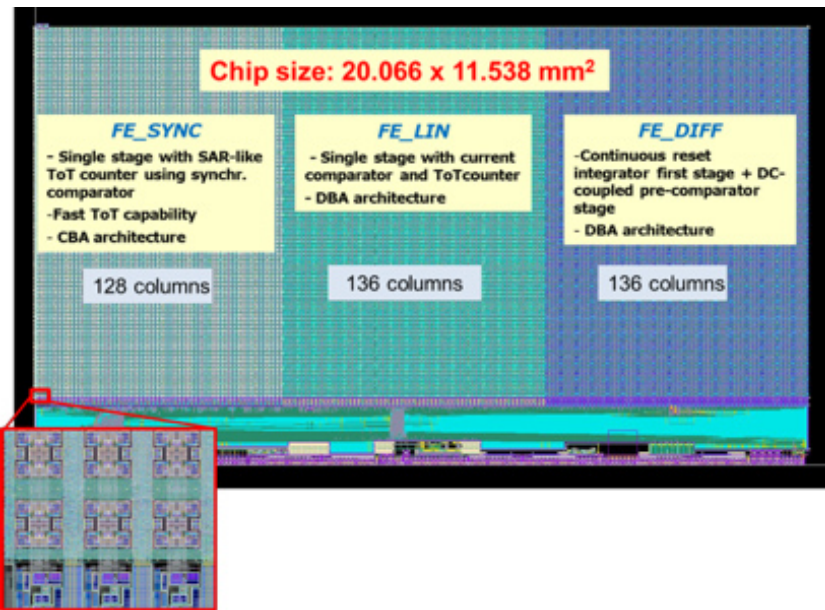 Chip size: 20.066 x 11.538 mm²
FE_SYNC
- Single stage with SAR-like
ToT counter using synchr.
comparator
-Fast ToT capability
- CBA architecture
128 columns
FE_LIN
- Single stage with current
comparator and ToTcounter
- DBA architecture
136 columns
FE_DIFF
-Continuous reset
integrator first stage + DC-
coupled pre-comparator
stage
- DBA architecture
136 columns